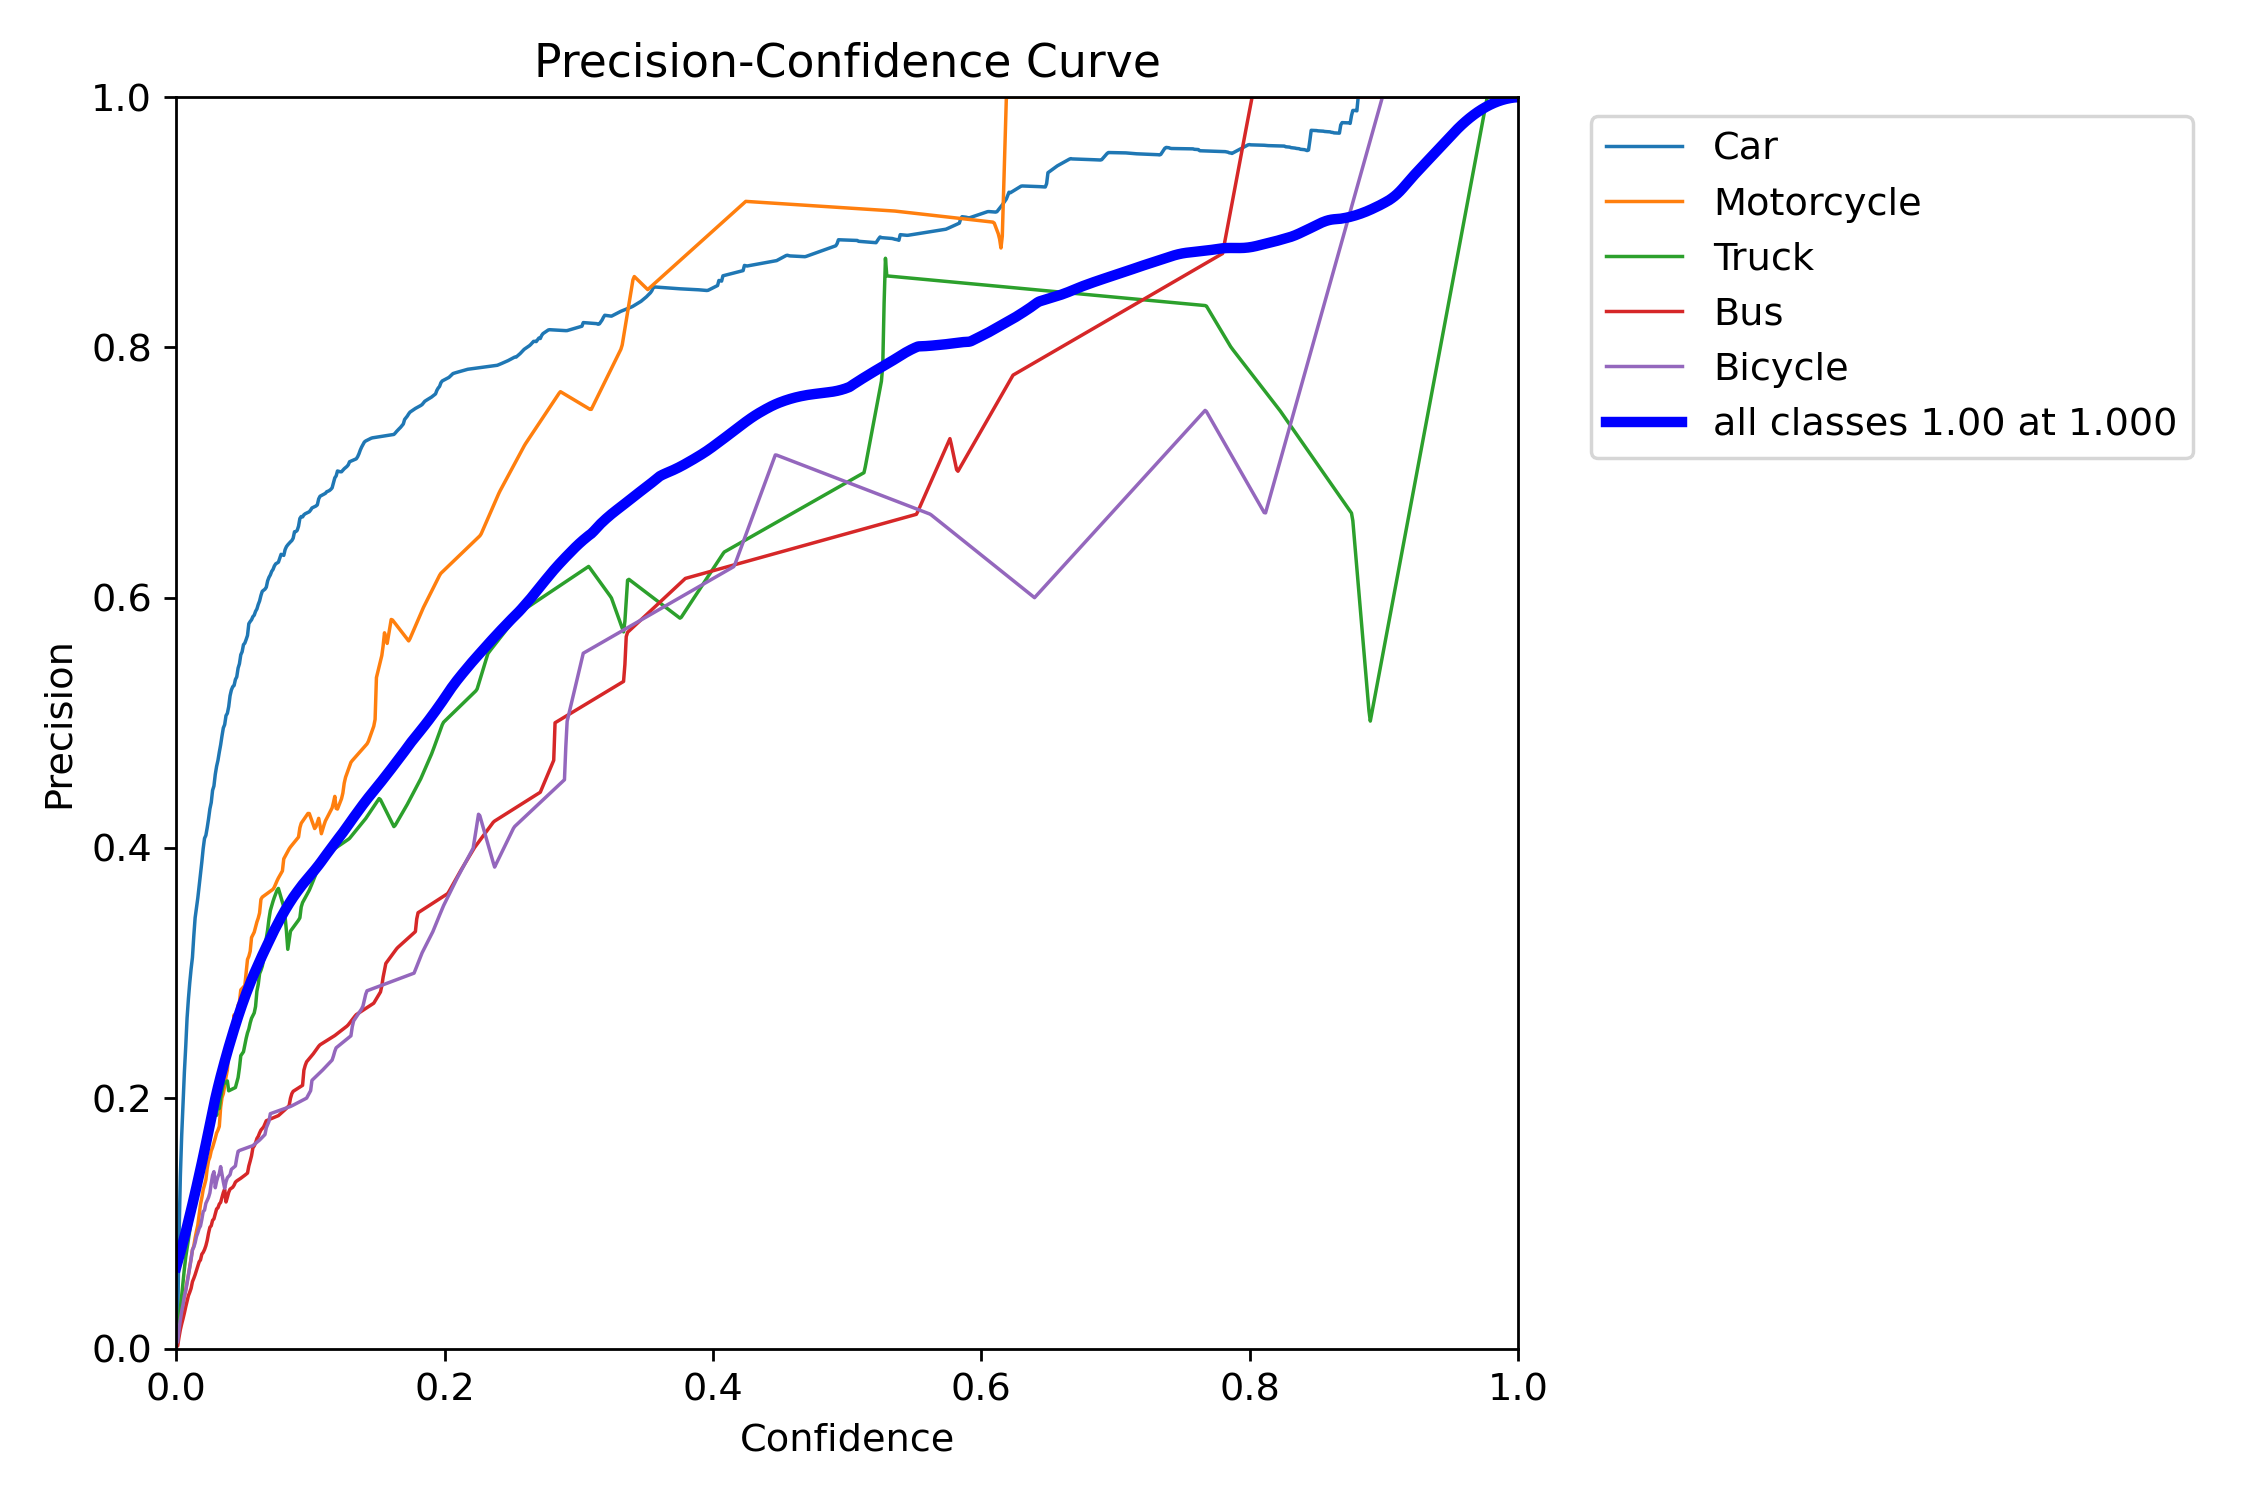 Precision-Confidence Curve
1.0
0.8
0.6
0.4
0.2
0.0
Precision
0.0 0.2 0.4 0.6 0.8 1.0
Confidence
Car
Motorcycle
Truck
Bus
Bicycle
all classes 1.00 at 1.000